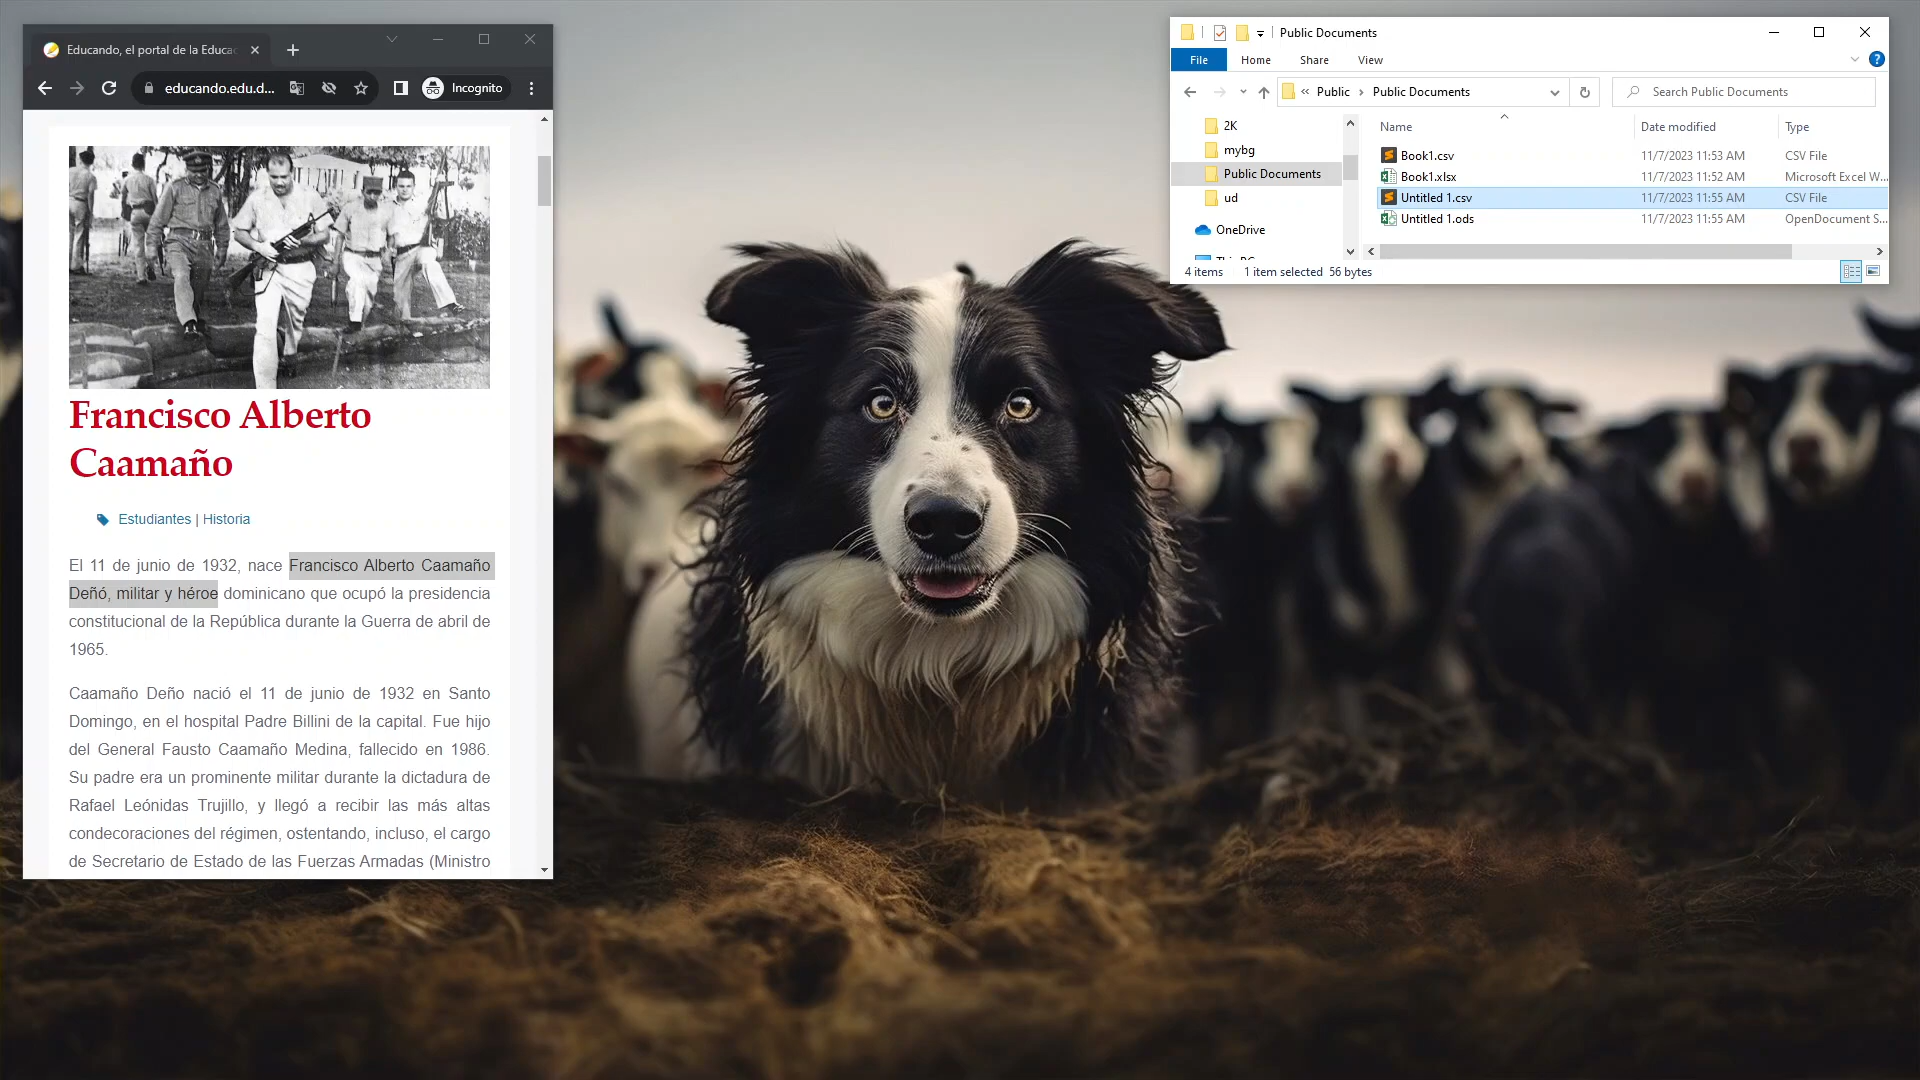 Educando, el portal de la Educa
educando.edu.d...
Incognito
Francisco Alberto
Caamaño
Estudiantes | Historia
El 11 de junio de 1932, nace Francisco Alberto Caamaño
Deñó, militar y héroe dominicano que ocupó la presidencia
constitucional de la República durante la Guerra de abril de
1965.
Caamaño Deño nació el 11 de junio de 1932 en Santo
Domingo, en el hospital Padre Billini de la capital. Fue hijo
del General Fausto Caamaño Medina, fallecido en 1986.
Su padre era un prominente militar durante la dictadura de
Rafael Leónidas Trujillo, y llegó a recibir las más altas
condecoraciones del régimen, ostentando, incluso, el cargo
de Secretario de Estado de las Fuerzas Armadas (Ministro
Public Documents
File Home Share View
« Public › Public Documents
Search Public Documents
2K
mybg
Public Documents
ud
OneDrive
Name Date modified Type
Book1.csv 11/7/2023 11:53 AM CSV File
Book1.xlsx 11/7/2023 11:52 AM Microsoft Excel W...
Untitled 1.csv 11/7/2023 11:55 AM CSV File
Untitled 1.ods 11/7/2023 11:55 AM OpenDocument S...
4 items 1 item selected 56 bytes